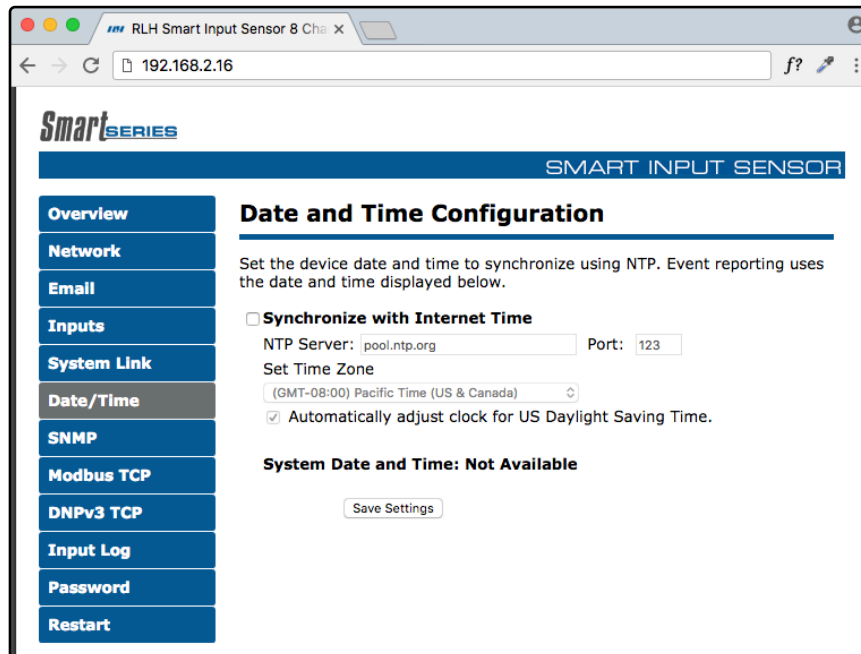 RLH Smart Input Sensor 8 Cha
192.168.2.16
f?
SmartSERIES
SMART INPUT SENSOR
Overview
Network
Email
Inputs
System Link
Date/Time
SNMP
Modbus TCP
DNPv3 TCP
Input Log
Password
Restart
Date and Time Configuration
Set the device date and time to synchronize using NTP. Event reporting uses
the date and time displayed below.
Synchronize with Internet Time
NTP Server: pool.ntp.org Port: 123
Set Time Zone
(GMT-08:00) Pacific Time (US & Canada)
Automatically adjust clock for US Daylight Saving Time.
System Date and Time: Not Available
Save Settings